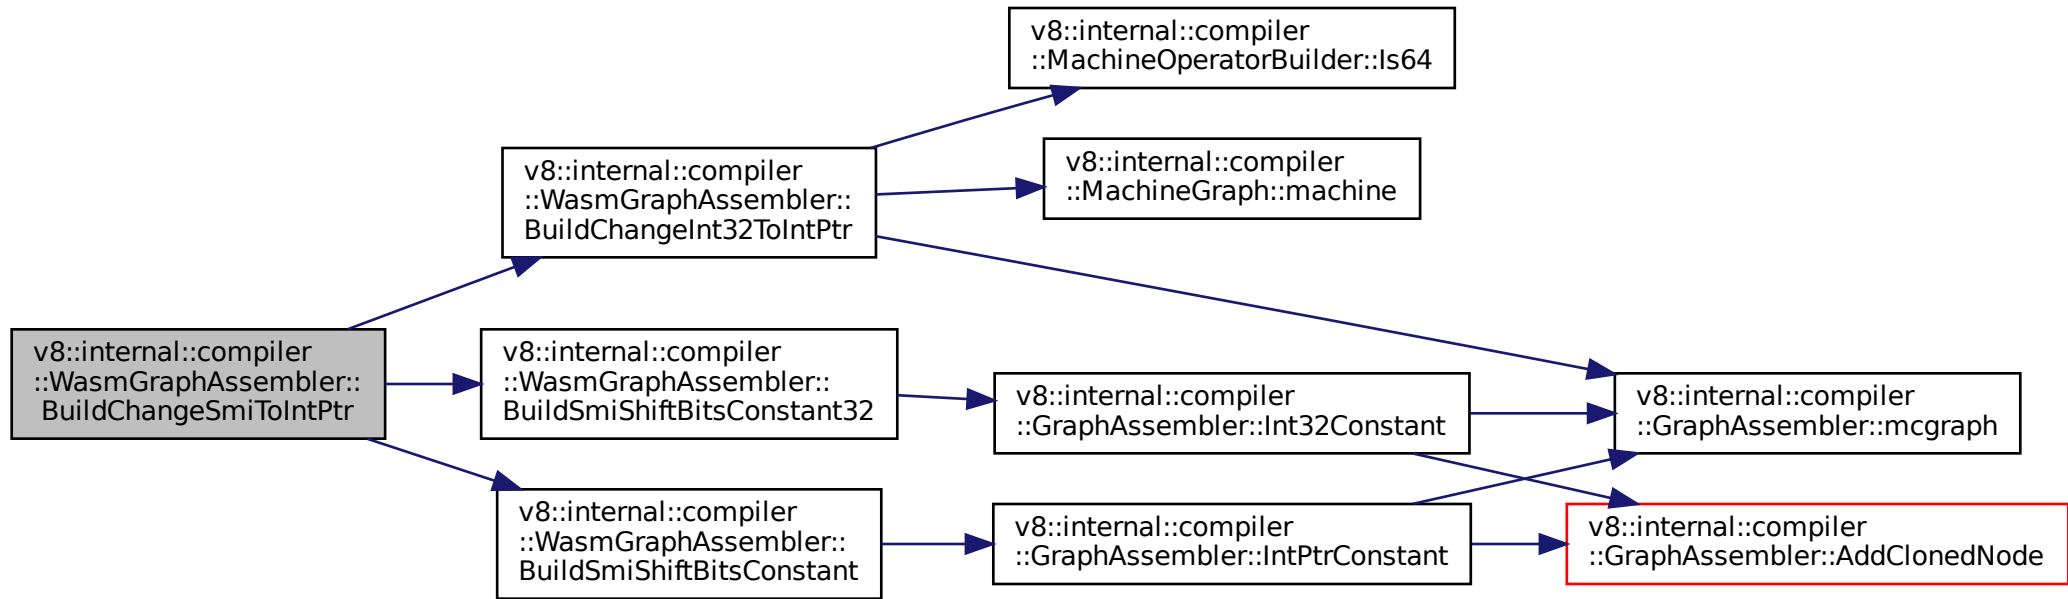 v8::internal::compiler
::WasmGraphAssembler::
BuildChangeSmiToIntPtr
v8::internal::compiler
::WasmGraphAssembler::
BuildChangeInt32ToIntPtr
v8::internal::compiler
::MachineOperatorBuilder::Is64
v8::internal::compiler
::MachineGraph::machine
v8::internal::compiler
::GraphAssembler::mcgraph
v8::internal::compiler
::WasmGraphAssembler::
BuildSmiShiftBitsConstant32
v8::internal::compiler
::GraphAssembler::Int32Constant
v8::internal::compiler
::GraphAssembler::AddClonedNode
v8::internal::compiler
::WasmGraphAssembler::
BuildSmiShiftBitsConstant
v8::internal::compiler
::GraphAssembler::IntPtrConstant